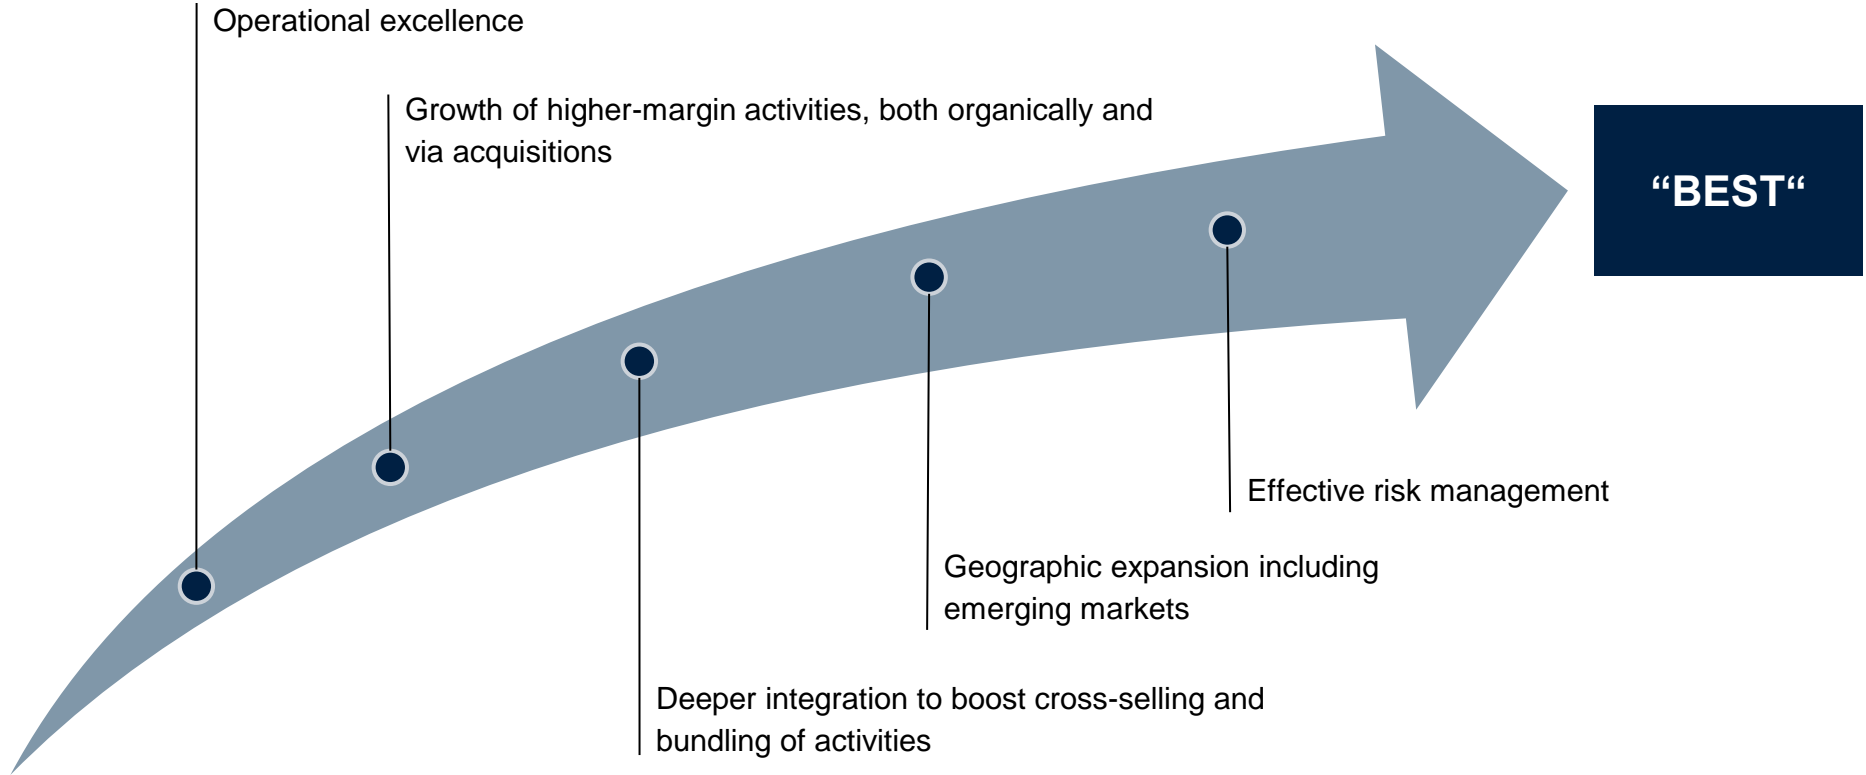 Operational excellence
Growth of higher-margin activities, both organically and
via acquisitions
“BEST“
Effective risk management
Geographic expansion including
emerging markets
Deeper integration to boost cross-selling and
bundling of activities